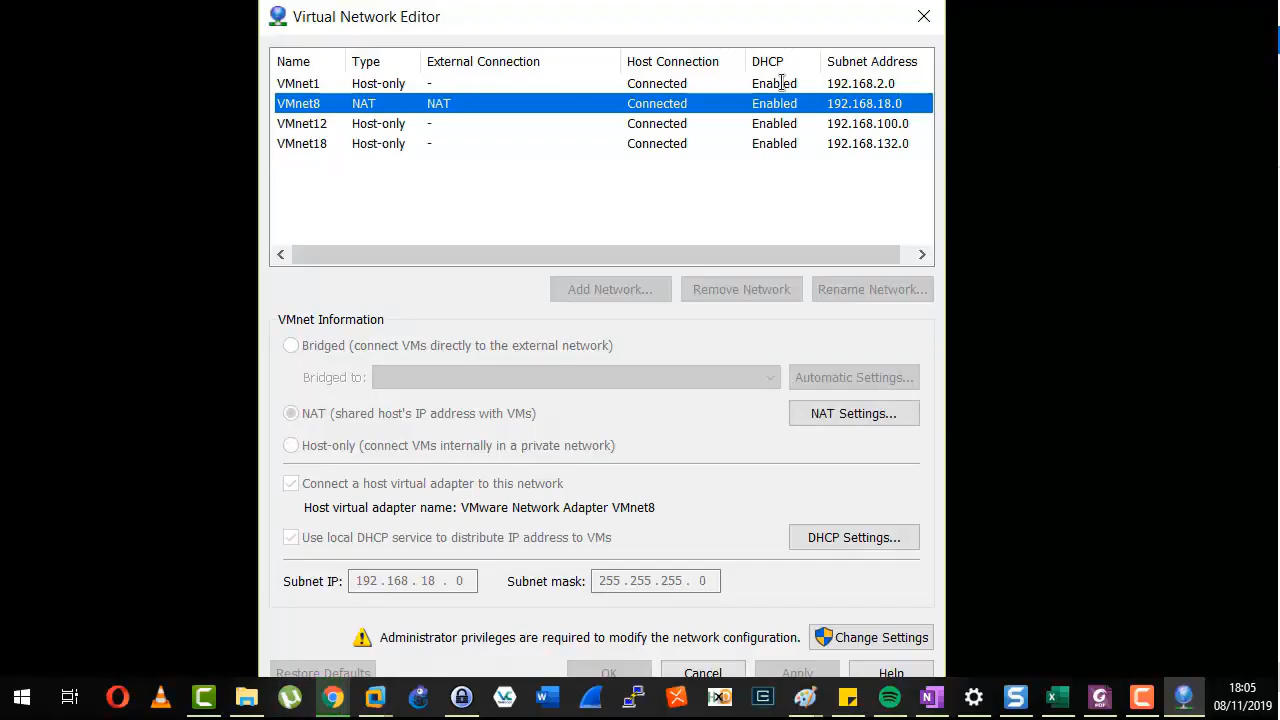 Virtual Network Editor
Name Type External Connection Host Connection DHCP Subnet Address
VMnet1 Host-only - Connected Enabled 192.168.2.0
VMnet8 NAT NAT Connected Enabled 192.168.18.0
VMnet12 Host-only - Connected Enabled 192.168.100.0
VMnet18 Host-only - Connected Enabled 192.168.132.0
Add Network... Remove Network Rename Network...
VMnet Information
Bridged (connect VMs directly to the external network)
Bridged to: Automatic Settings...
NAT (shared host's IP address with VMs) NAT Settings...
Host-only (connect VMs internally in a private network)
Connect a host virtual adapter to this network
Host virtual adapter name: VMware Network Adapter VMnet8
Use local DHCP service to distribute IP address to VMs DHCP Settings...
Subnet IP: 192 . 168 . 18 . 0 Subnet mask: 255 . 255 . 255 . 0
Administrator privileges are required to modify the network configuration. Change Settings
Restore Defaults OK Cancel Apply Help
18:05
08/11/2019